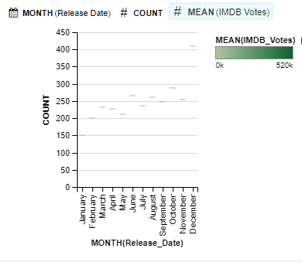 MONTH (Release Date) # COUNT # MEAN (IMDB Votes)
MEAN(IMDB_Votes)
0k 520k
COUNT
450
400
350
300
250
200
150
100
50
0
January
February
March
April
May
June
July
August
September
October
November
December
MONTH(Release_Date)